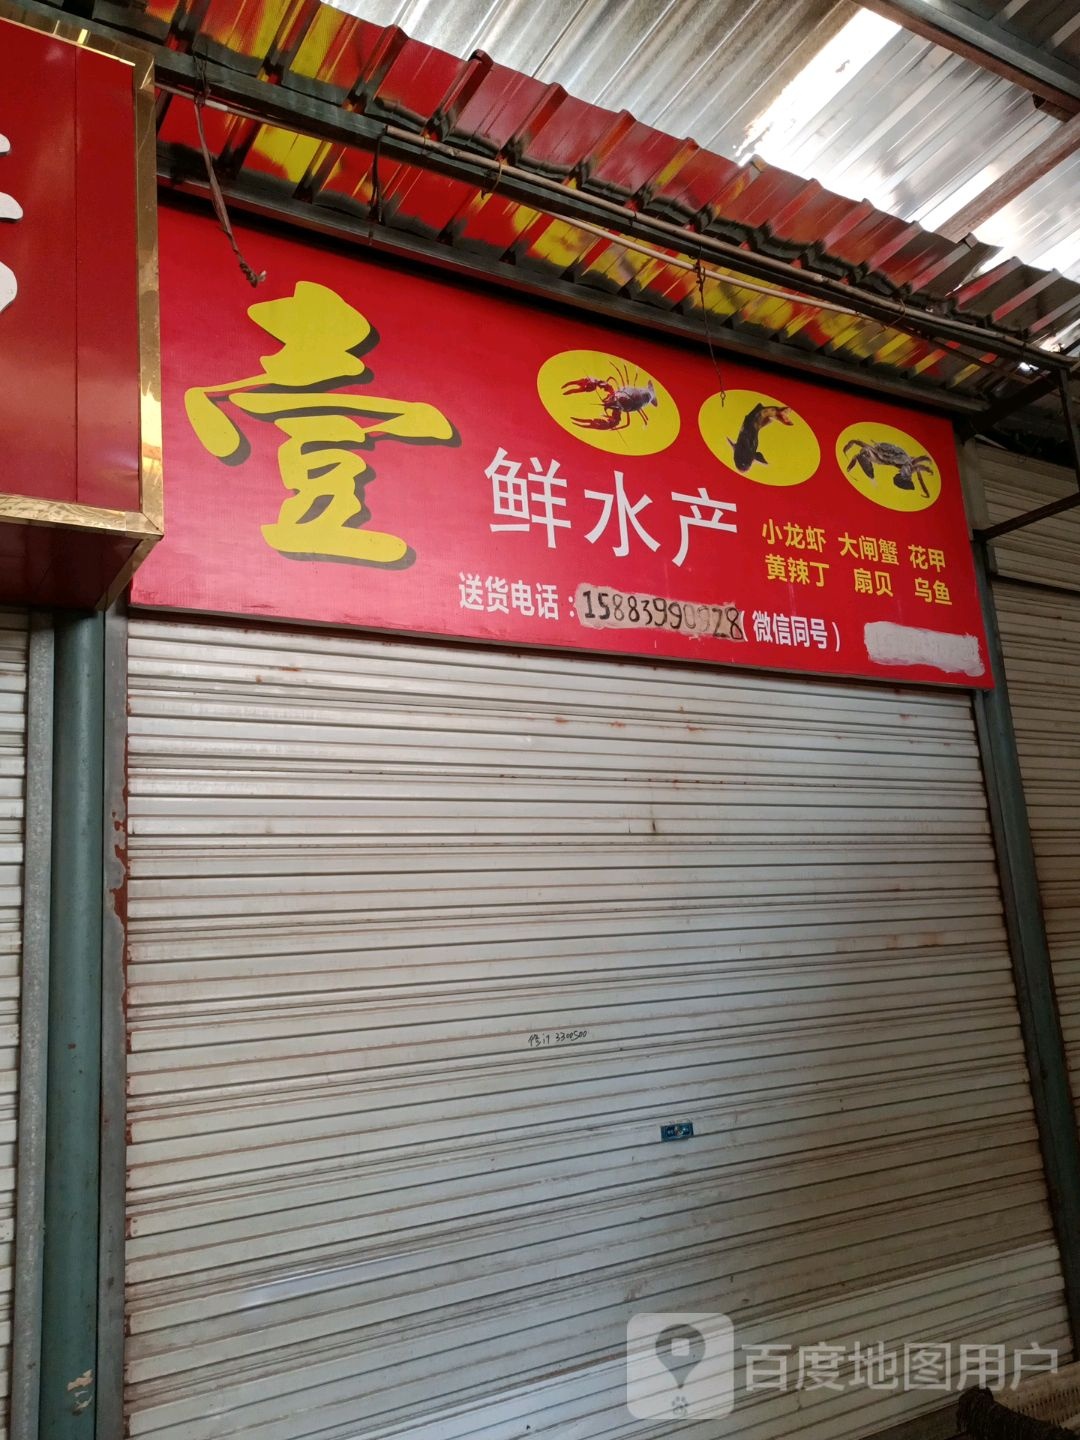 壹
鲜水产
小龙虾 大闸蟹 花甲
黄辣丁 扇贝 乌鱼
送货电话：15883990928（微信同号）
3300500
百度地图用户